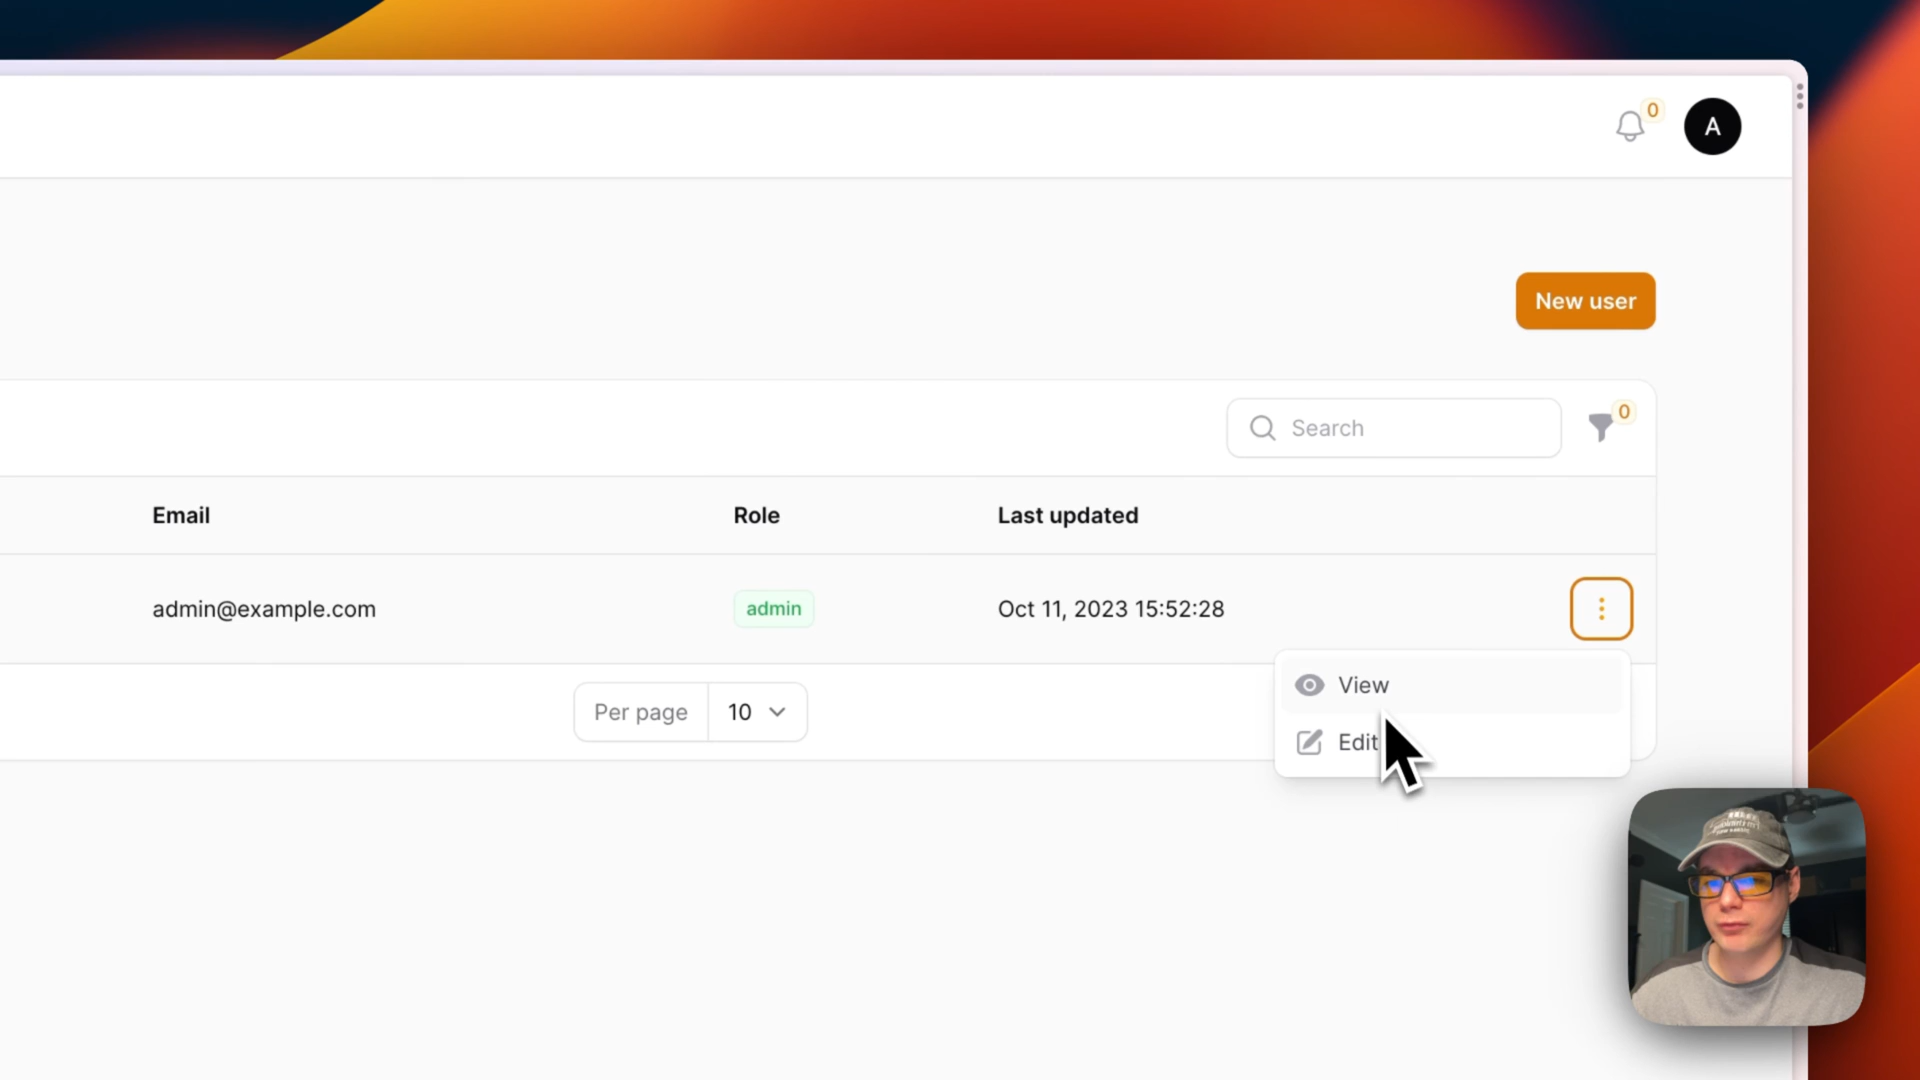 0
A
New user
Search
0
Email Role Last updated
admin@example.com admin Oct 11, 2023 15:52:28
View
Per page 10
Edit